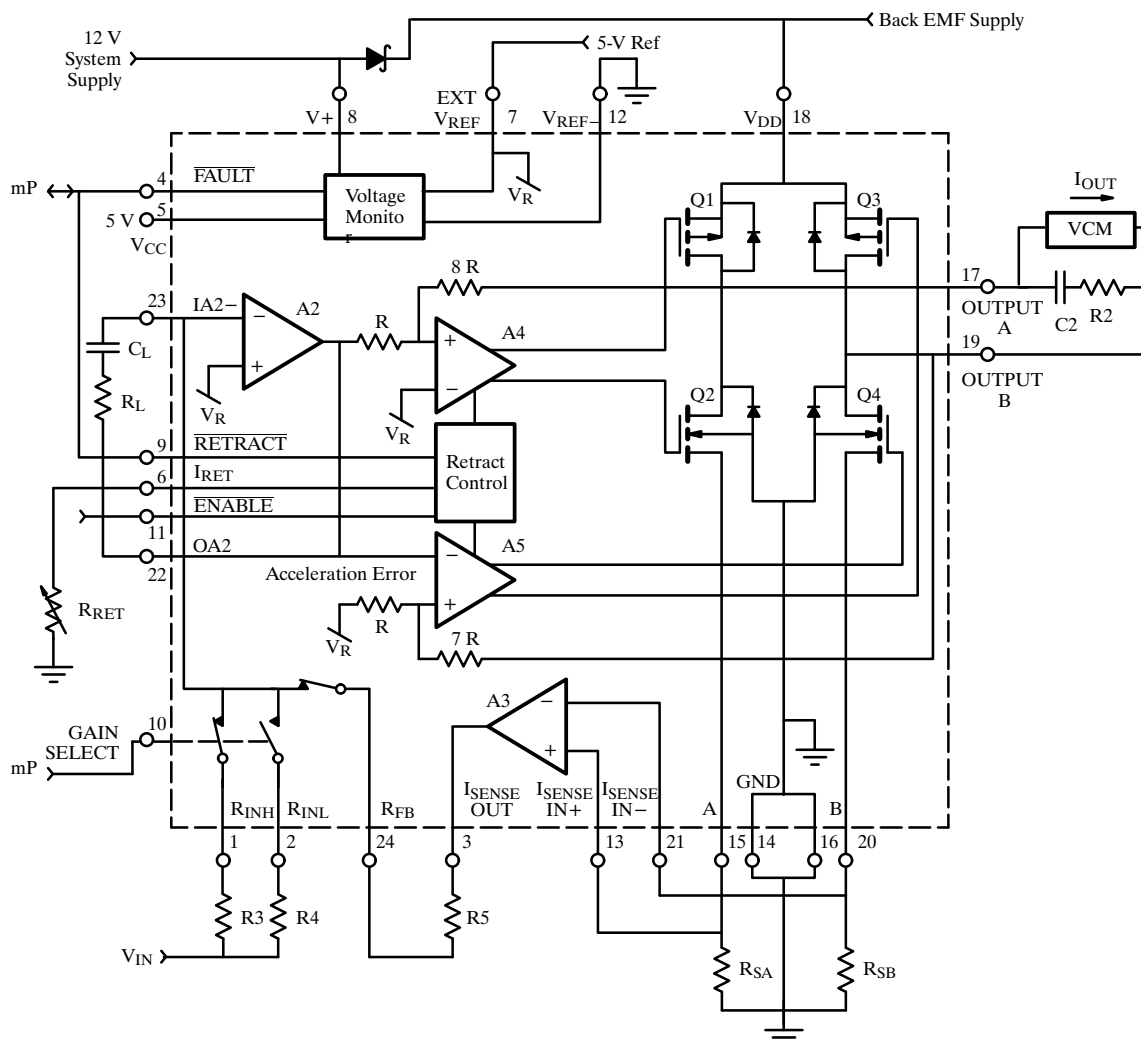 Back EMF Supply
12 V
System
Supply
5-V Ref
EXT
V+ 8 VREF 7 VREF− 12 VDD 18
mP 4 FAULT
Voltage
Monito
r
VR
5 V 5
VCC
Q1 Q3
IOUT
VCM
8 R
17
OUTPUT
A
C2 R2
23 IA2− A2 R A4
− +
+ −
CL
RL
VR VR
19
OUTPUT
B
Q2 Q4
9 RETRACT
6 IRET
Retract
Control
ENABLE
11
OA2
22
A5
−
+
Acceleration Error
RRET
VR R
7 R
A3
−
+
GAIN
SELECT
10
mP
RINH RINL RFB
ISENSE
OUT
ISENSE
IN+
ISENSE
IN−
GND
A B
1 2 24 3 13 21 15 14 16 20
R3 R4 R5
VIN
RSA RSB